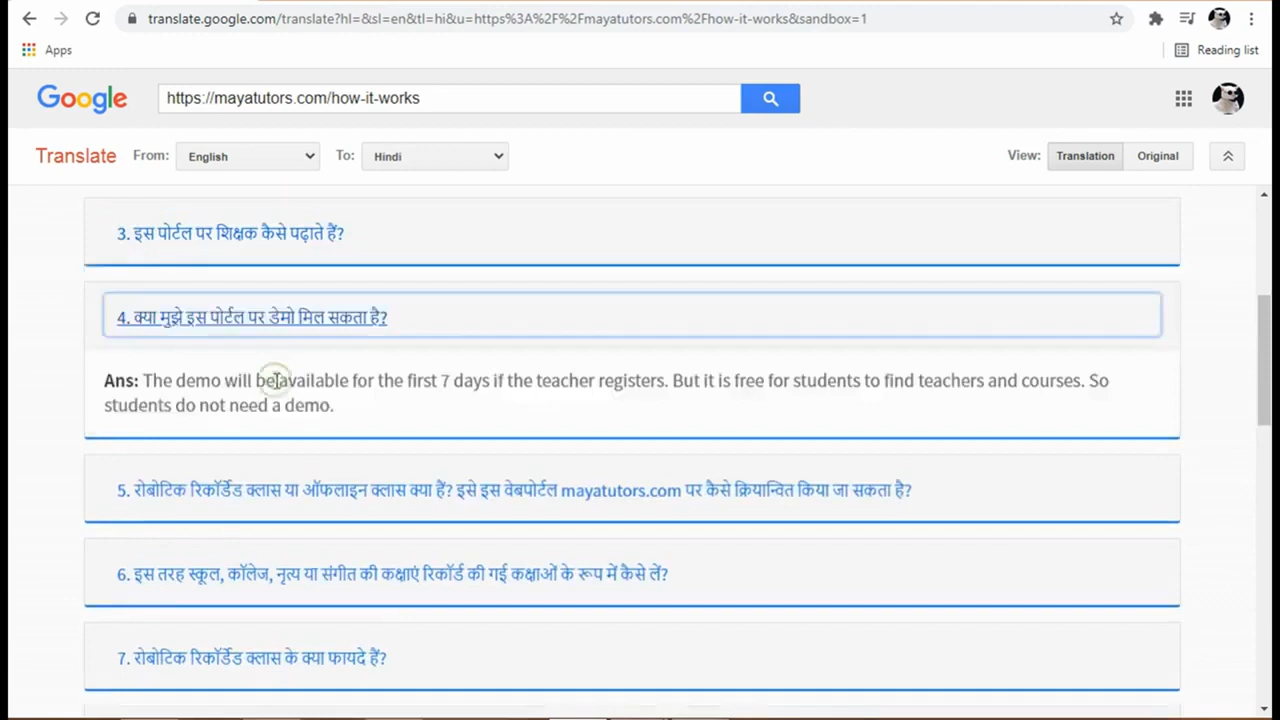 translate.google.com/translate?hl=&sl=en&tl=hi&u=https%3A%2F%2Fmayatutors.com%2Fhow-it-works&sandbox=1
Apps
Reading list
Google
https://mayatutors.com/how-it-works
Translate From: English To: Hindi View: Translation Original
3. इस पोर्टल पर शिक्षक कैसे पढ़ाते हैं?
4. क्या मुझे इस पोर्टल पर डेमो मिल सकता है?
Ans: The demo will be available for the first 7 days if the teacher registers. But it is free for students to find teachers and courses. So
students do not need a demo.
5. रोबोटिक रिकॉर्डेड क्लास या ऑफलाइन क्लास क्या हैं? इसे इस वेबपोर्टल mayatutors.com पर कैसे क्रियान्वित किया जा सकता है?
6. इस तरह स्कूल, कॉलेज, नृत्य या संगीत की कक्षाएं रिकॉर्ड की गई कक्षाओं के रूप में कैसे लें?
7. रोबोटिक रिकॉर्डेड क्लास के क्या फायदे हैं?